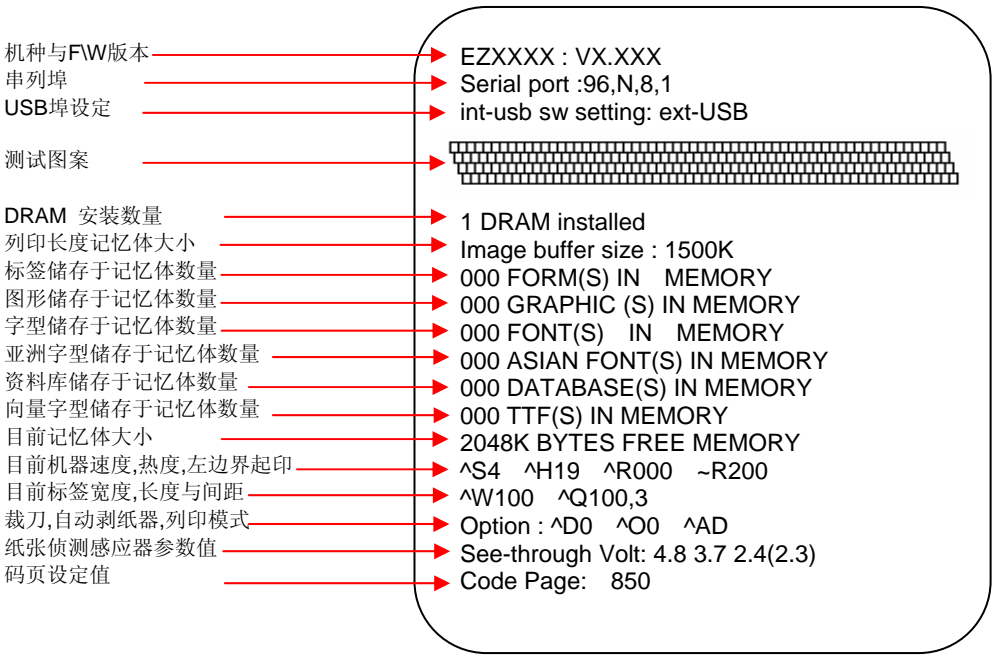 机种与F\W版本 EZXXXX : VX.XXX
串列埠 Serial port :96,N,8,1
USB埠设定 int-usb sw setting: ext-USB
测试图案
DRAM 安装数量 1 DRAM installed
列印长度记忆体大小 Image buffer size : 1500K
标签储存于记忆体数量 000 FORM(S) IN MEMORY
图形储存于记忆体数量 000 GRAPHIC (S) IN MEMORY
字型储存于记忆体数量 000 FONT(S) IN MEMORY
亚洲字型储存于记忆体数量 000 ASIAN FONT(S) IN MEMORY
资料库储存于记忆体数量 000 DATABASE(S) IN MEMORY
向量字型储存于记忆体数量 000 TTF(S) IN MEMORY
目前记忆体大小 2048K BYTES FREE MEMORY
目前机器速度,热度,左边界起印 ^S4 ^H19 ^R000 ~R200
目前标签宽度,长度与间距 ^W100 ^Q100,3
裁刀,自动剥纸器,列印模式 Option : ^D0 ^O0 ^AD
纸张侦测感应器参数值 See-through Volt: 4.8 3.7 2.4(2.3)
码页设定值 Code Page: 850